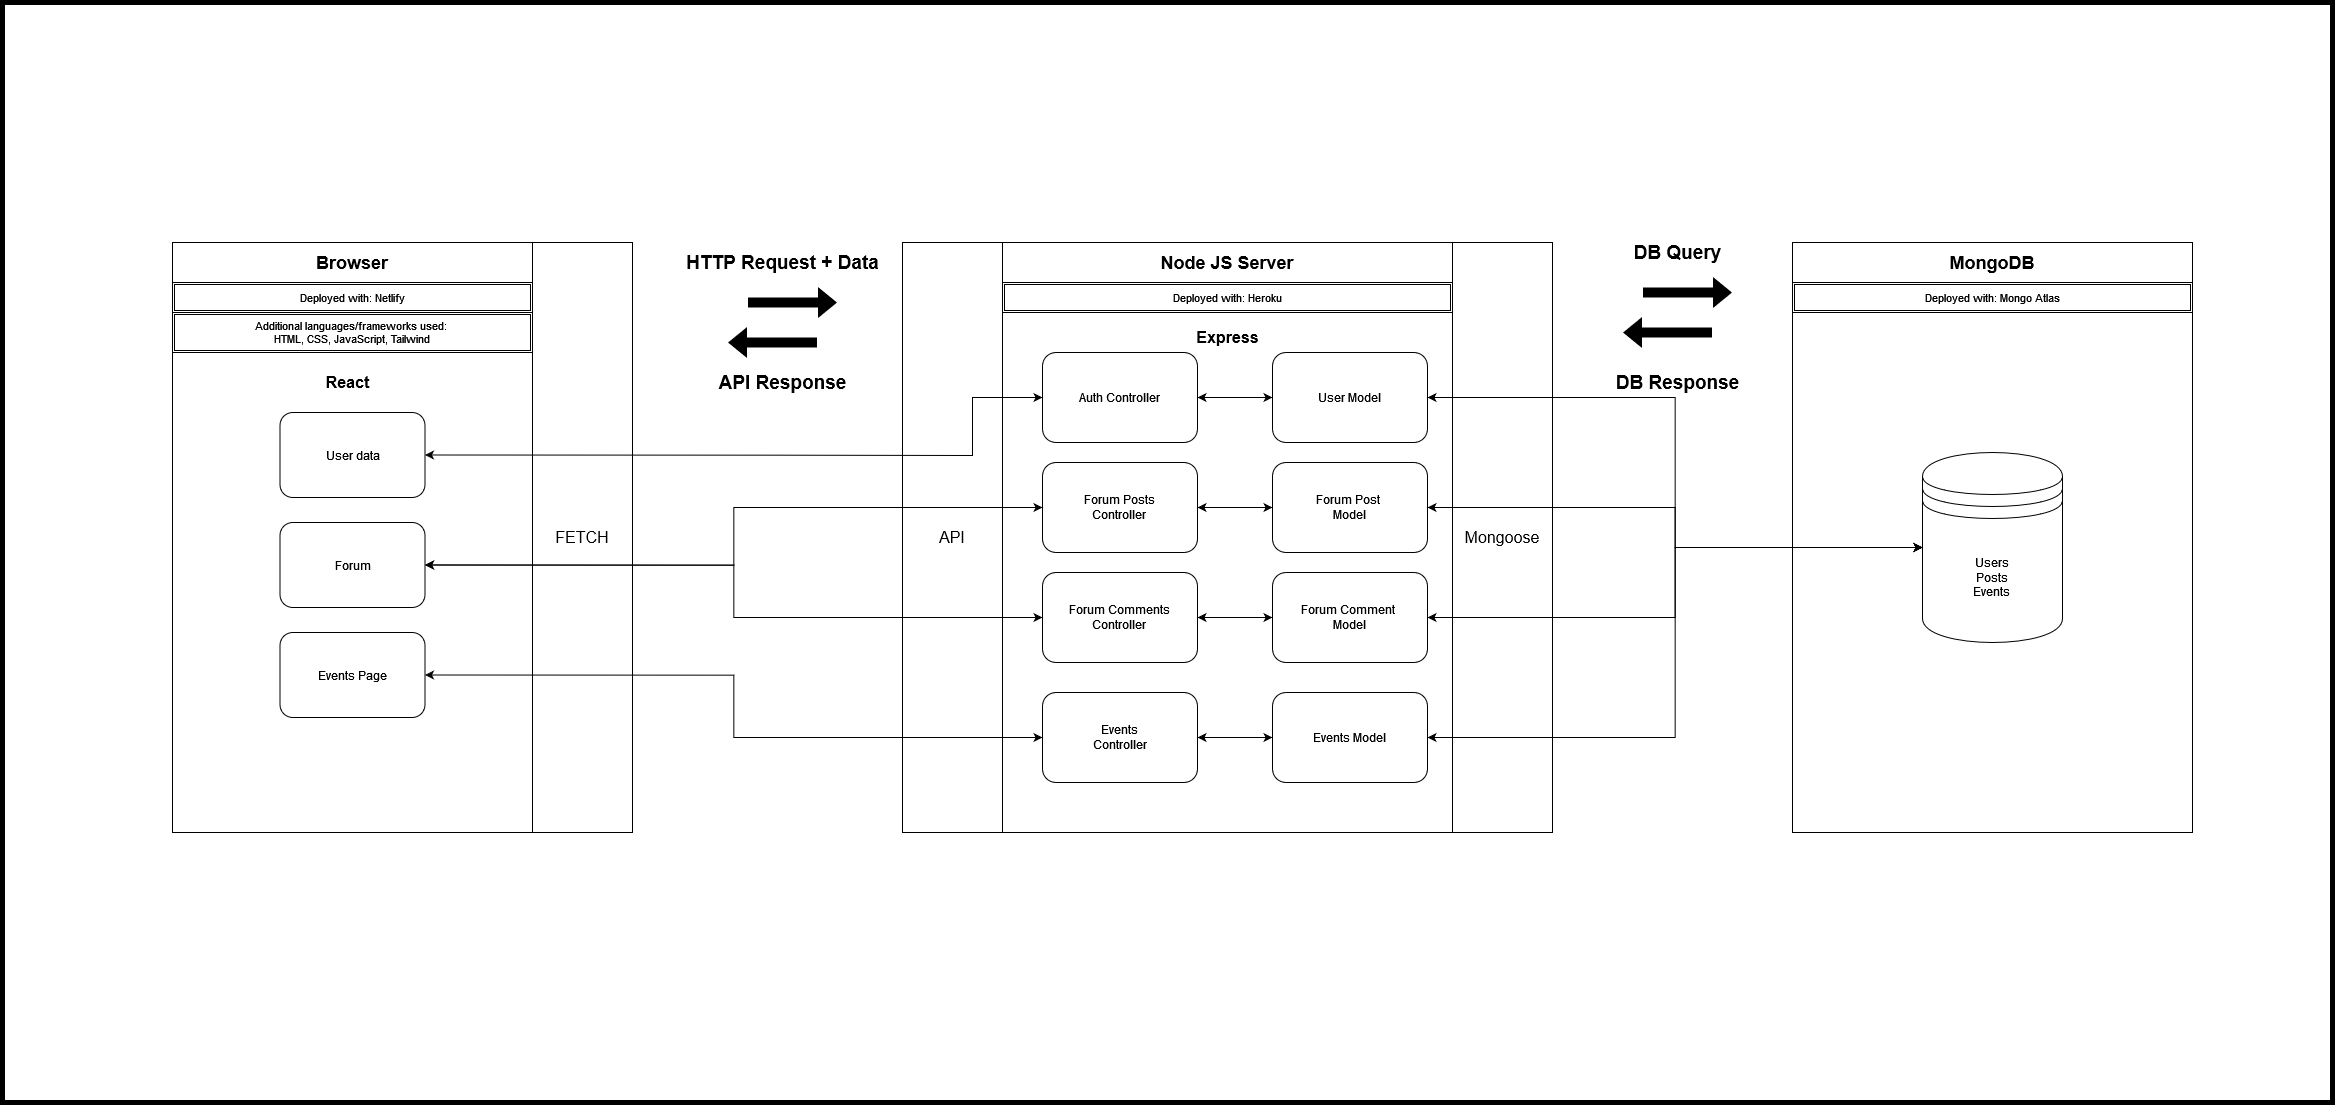 Browser
Deployed with: Netlify
Additional languages/frameworks used:
HTML, CSS, JavaScript, Tailwind
React
User data
Forum
Events Page
FETCH
HTTP Request + Data
API Response
API
Node JS Server
Deployed with: Heroku
Express
Auth Controller
User Model
Forum Posts
Controller
Forum Post
Model
Forum Comments
Controller
Forum Comment
Model
Events
Controller
Events Model
Mongoose
DB Query
DB Response
MongoDB
Deployed with: Mongo Atlas
Users
Posts
Events